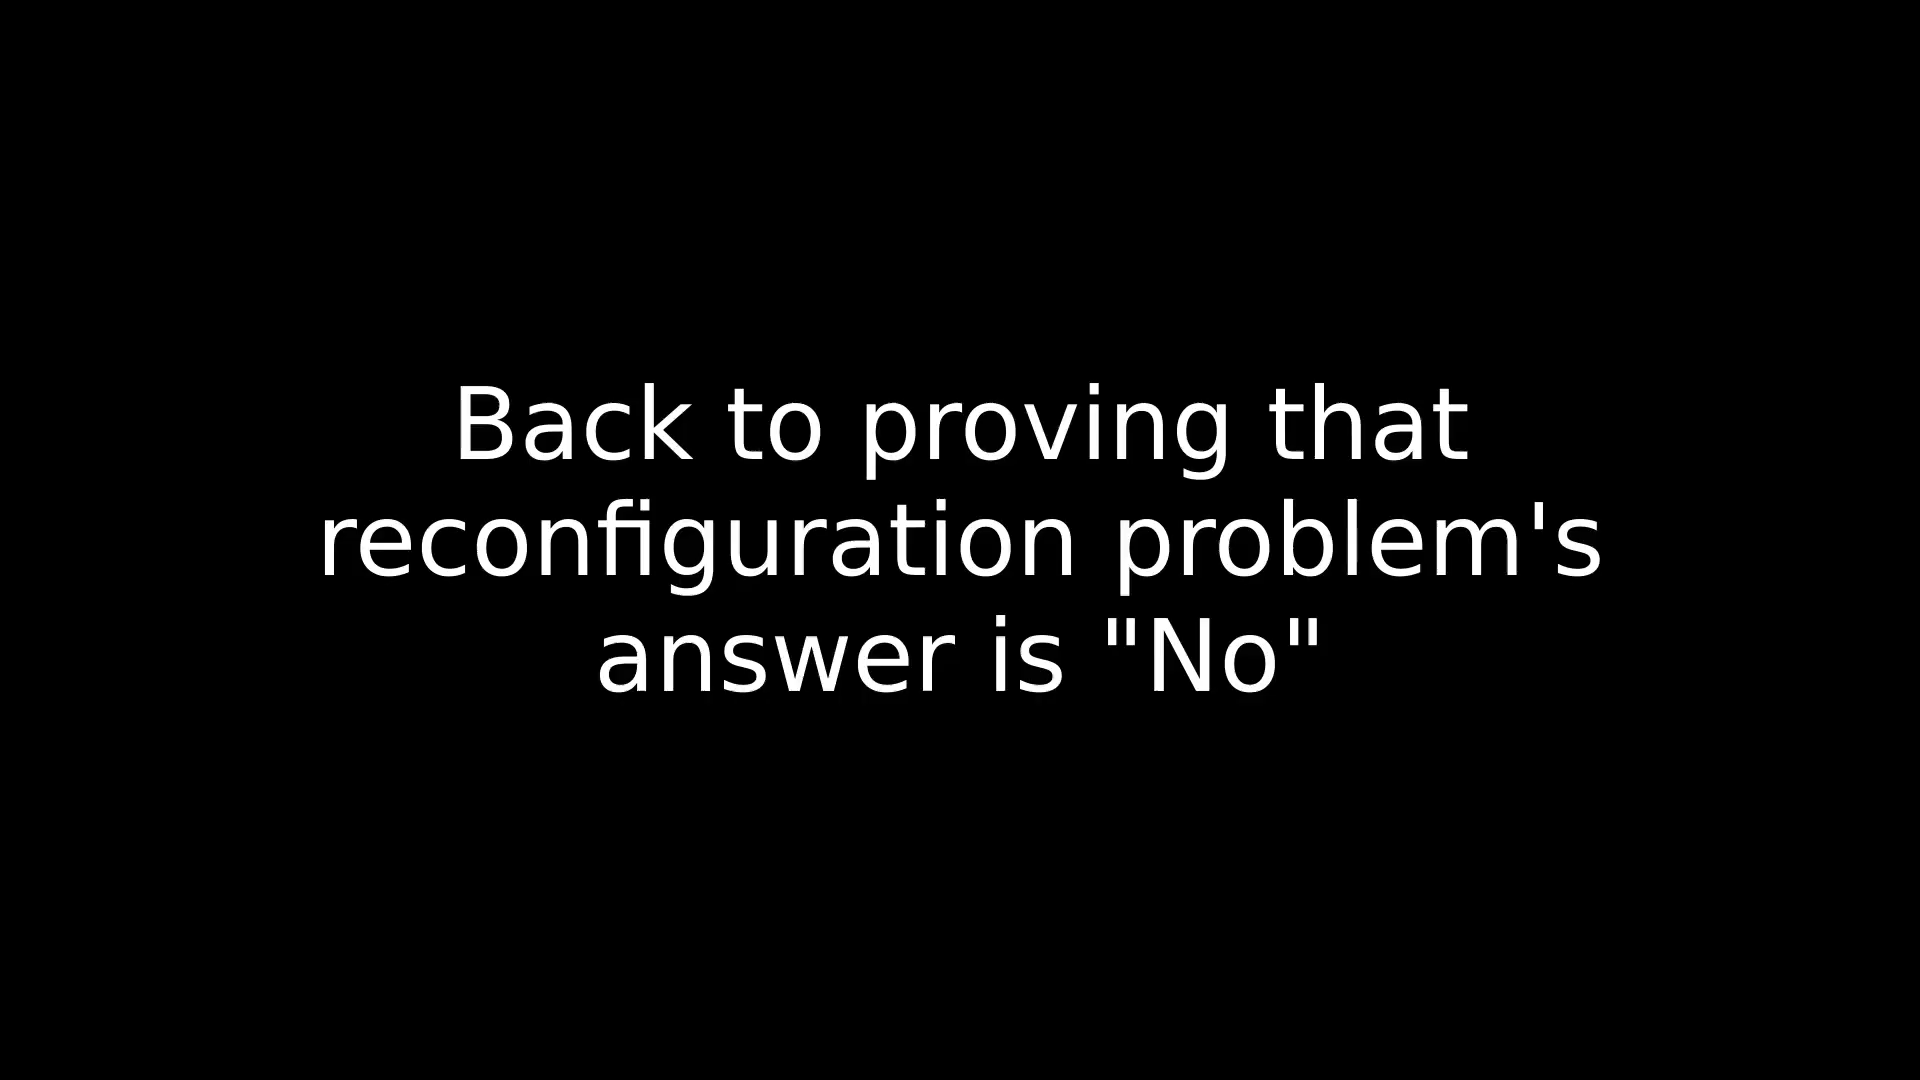 Back to proving that
reconfiguration problem's
answer is "No"